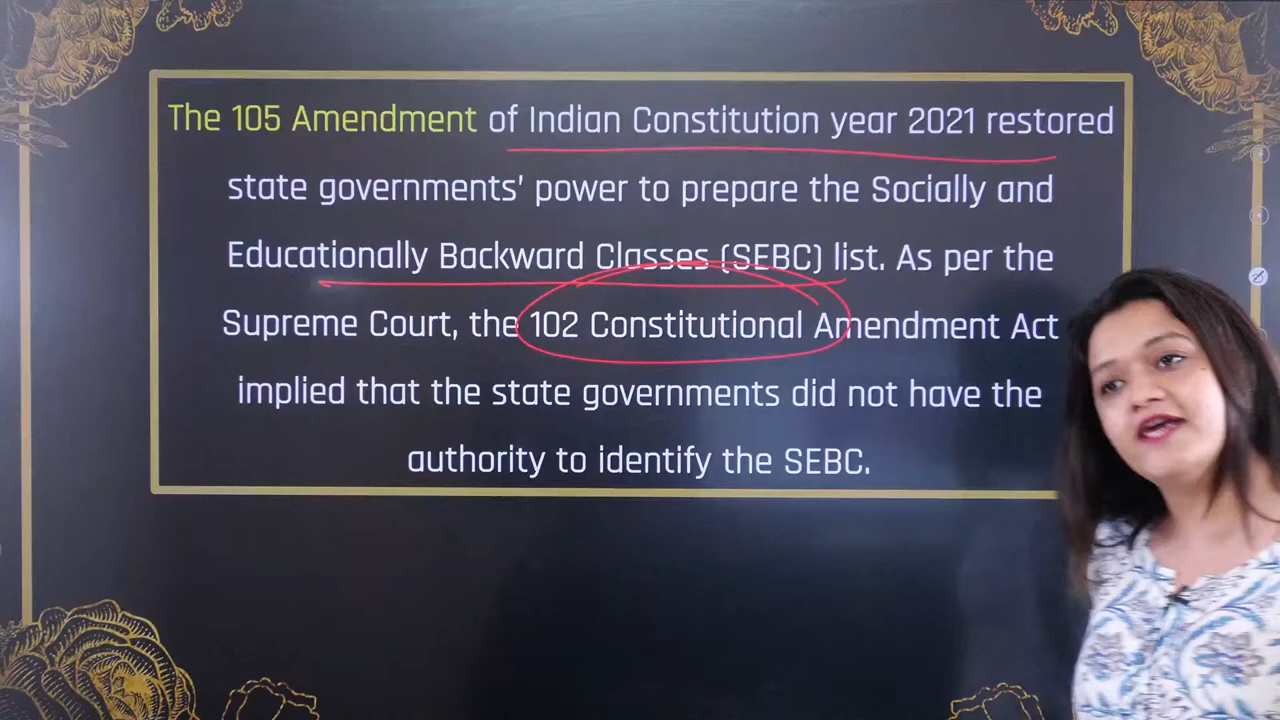 The 105 Amendment of Indian Constitution year 2021 restored
state governments' power to prepare the Socially and
Educationally Backward Classes (SEBC) list. As per the
Supreme Court, the 102 Constitutional Amendment Act
implied that the state governments did not have the
authority to identify the SEBC.